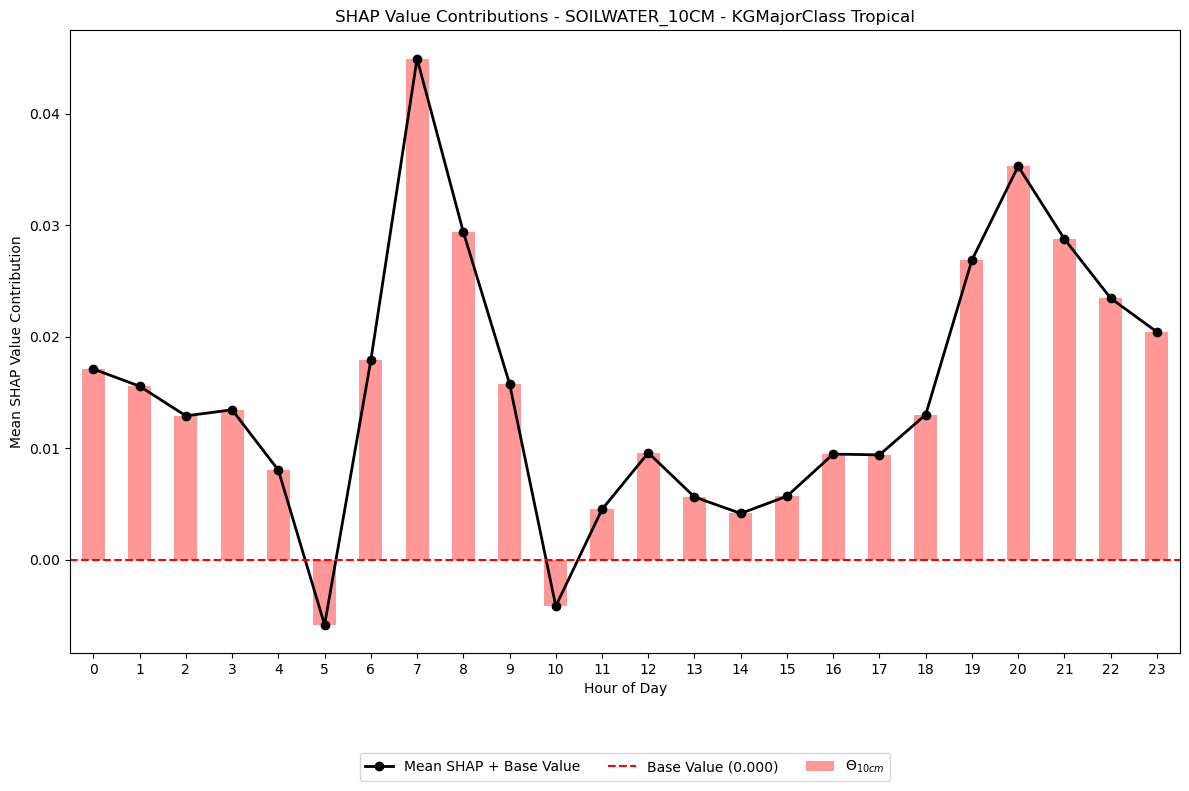 SHAP Value Contributions - SOILWATER_10CM - KGMajorClass Tropical
Mean SHAP Value Contribution
0.04
0.03
0.02
0.01
0.00
0 1 2 3 4 5 6 7 8 9 10 11 12 13 14 15 16 17 18 19 20 21 22 23
Hour of Day
Mean SHAP + Base Value Base Value (0.000) Θ10cm